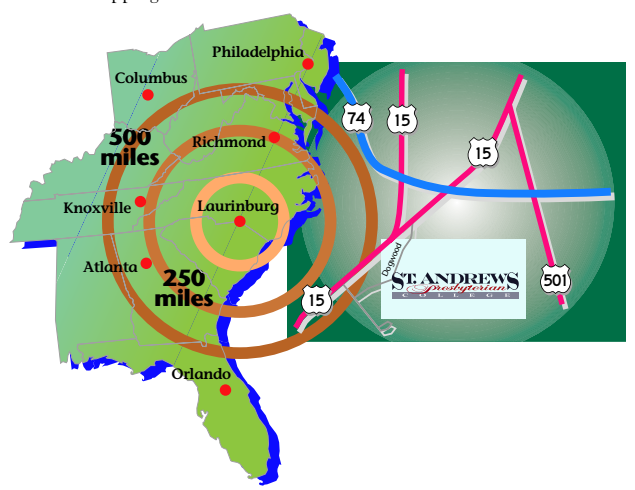 Philadelphia
Columbus
500
miles
Richmond
Knoxville
Laurinburg
Atlanta
250
miles
Orlando
74
15
15
15
501
Dogwood
ST. ANDREWS
Presbyterian
COLLEGE